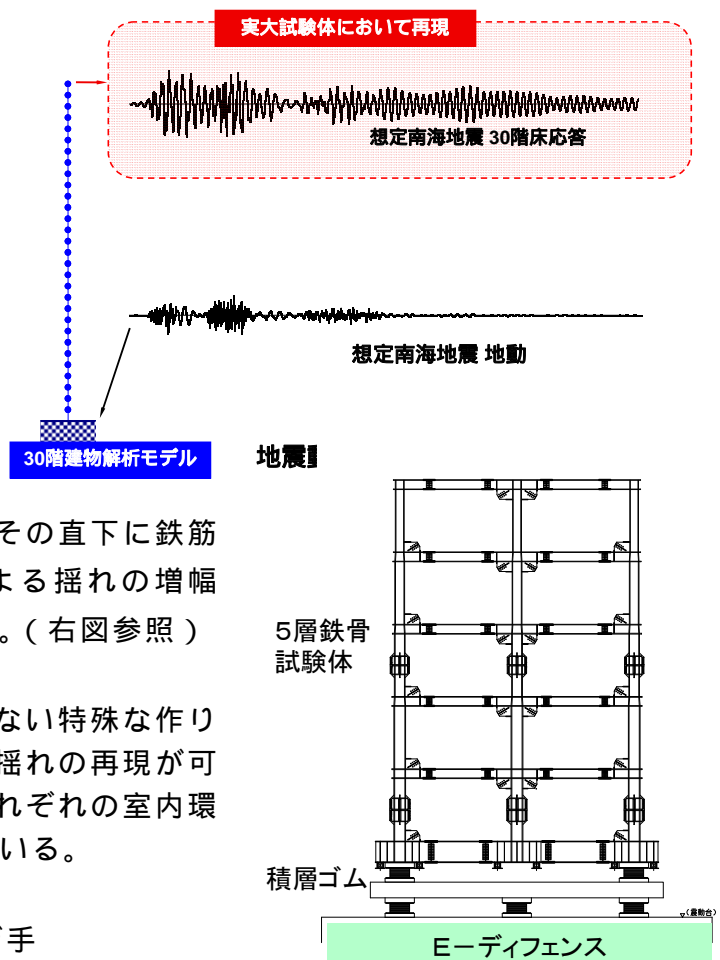 実大試験体において再現
想定南海地震 30階床応答
想定南海地震 地動
30階建物解析モデル
地震動
その直下に鉄筋
よる揺れの増幅
。(右図参照)
5層鉄骨
試験体
ない特殊な作り
揺れの再現が可
れぞれの室内環
いる。
積層ゴム
▽(震動台)
手
E－ディフェンス